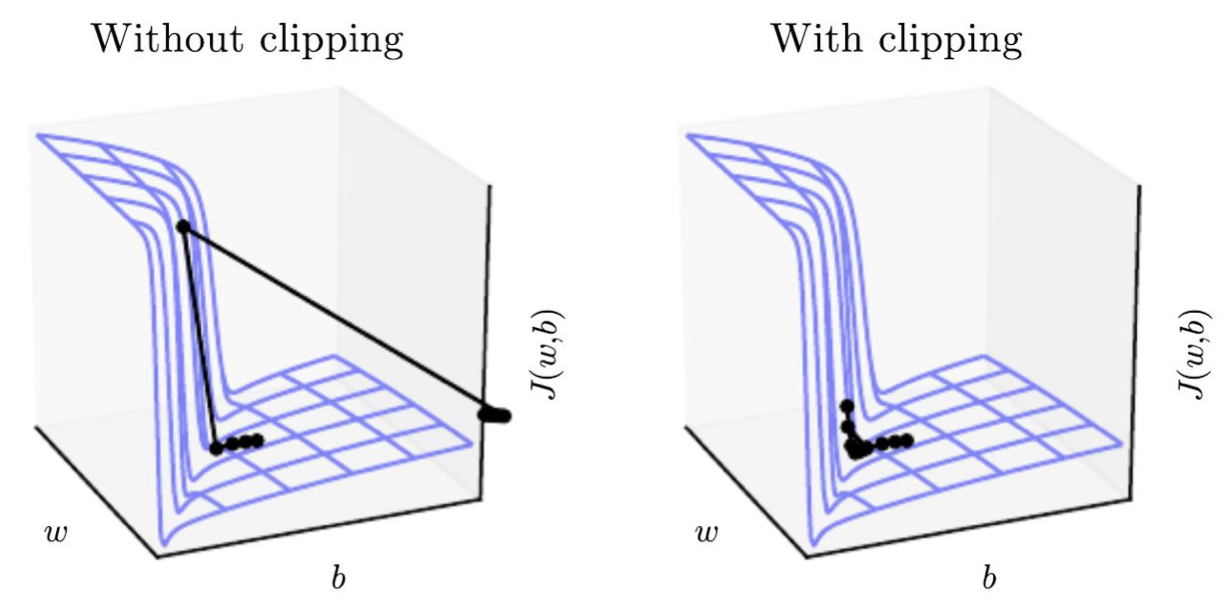 Without clipping
J(w,b)
w
b
With clipping
J(w,b)
w
b